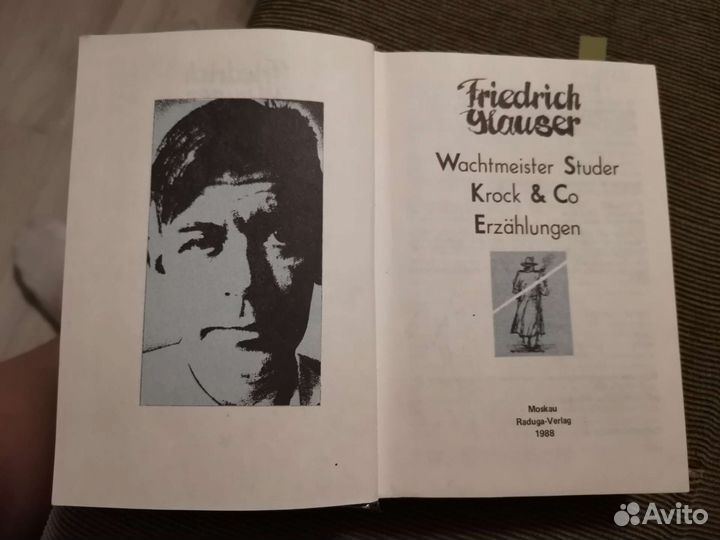 Friedrich
Glauser
Wachtmeister Studer
Krock & Co
Erzählungen
Moskau
Raduga-Verlag
1988
Avito